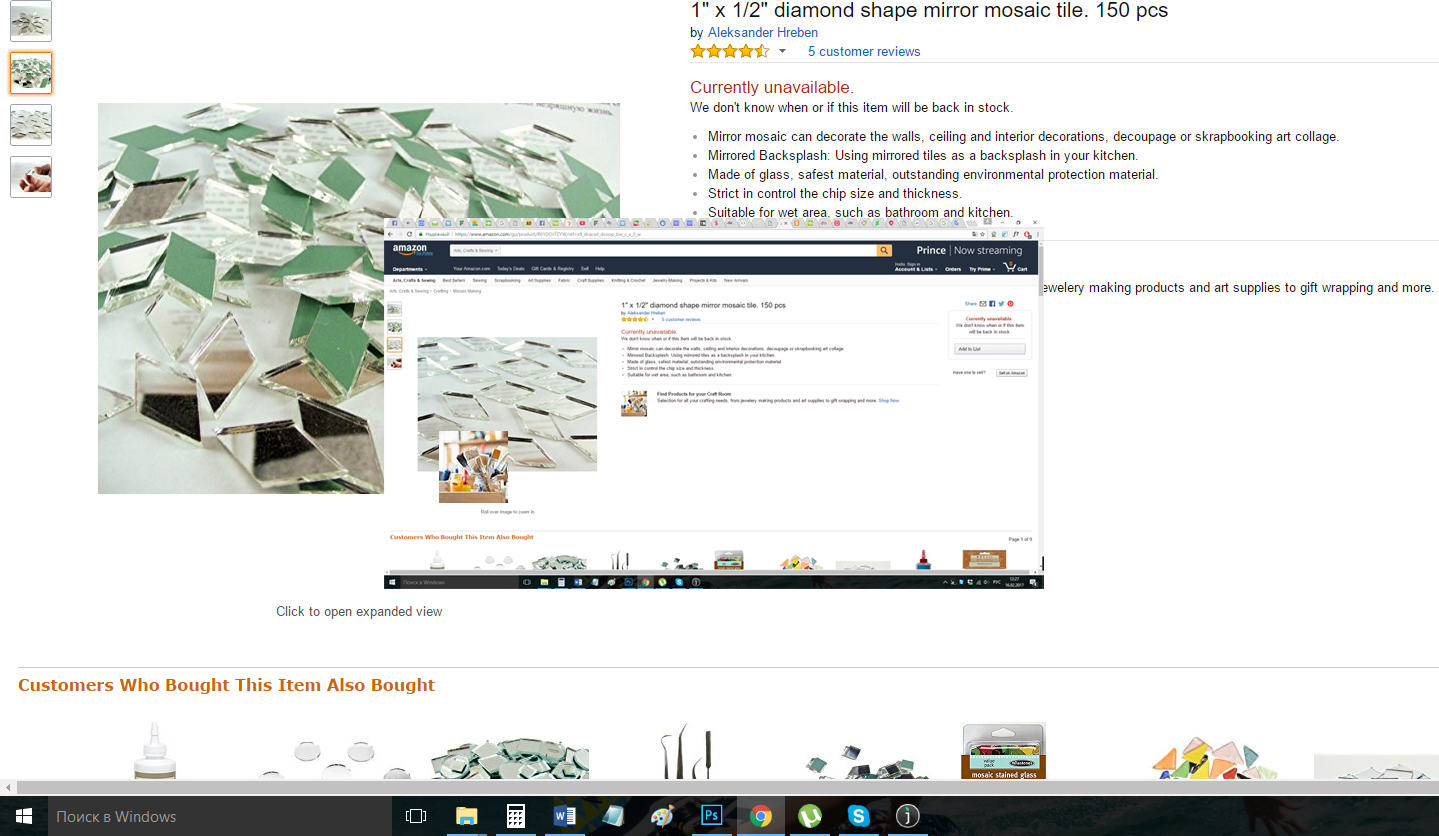 1" x 1/2" diamond shape mirror mosaic tile. 150 pcs
by Aleksander Hreben
5 customer reviews
Currently unavailable.
We don't know when or if this item will be back in stock.
Mirror mosaic can decorate the walls, ceiling and interior decorations, decoupage or skrapbooking art collage.
Mirrored Backsplash: Using mirrored tiles as a backsplash in your kitchen.
Made of glass, safest material, outstanding environmental protection material.
Strict in control the chip size and thickness.
Suitable for wet area, such as bathroom and kitchen.
ewelery making products and art supplies to gift wrapping and more.
amazon
Arts, Crafts & Sewing
Prince | Now streaming
Departments
Your Amazon.com Today's Deals Gift Cards & Registry Sell Help
Hello. Sign in
Account & Lists Orders Try Prime 0 Cart
Arts, Crafts & Sewing Best Sellers Sewing Scrapbooking Art Supplies Fabric Craft Supplies Knitting & Crochet Jewelry-Making Projects & Kits New Arrivals
Arts, Crafts & Sewing › Crafting › Mosaic Making
1" x 1/2" diamond shape mirror mosaic tile. 150 pcs
by Aleksander Hreben
5 customer reviews
Currently unavailable.
We don't know when or if this item will be back in stock.
Mirror mosaic can decorate the walls, ceiling and interior decorations, decoupage or skrapbooking art collage
Mirrored Backsplash: Using mirrored tiles as a backsplash in your kitchen
Made of glass, safest material, outstanding environmental protection material
Strict in control the chip size and thickness.
Suitable for wet area, such as bathroom and kitchen
Find Products for your Craft Room
Selection for all your crafting needs, from jewelery making products and art supplies to gift wrapping and more. Shop Now
Share
Currently unavailable.
We don't know when or if this item
will be back in stock.
Add to List
Have one to sell? Sell on Amazon
Roll over image to zoom in
Customers Who Bought This Item Also Bought
Page 1 of 9
Поиск в Windows
РУС
12:27
16.02.2017
Click to open expanded view
Customers Who Bought This Item Also Bought
value
pack
milestones
mosaic stained glass
Поиск в Windows
W
Ps
S